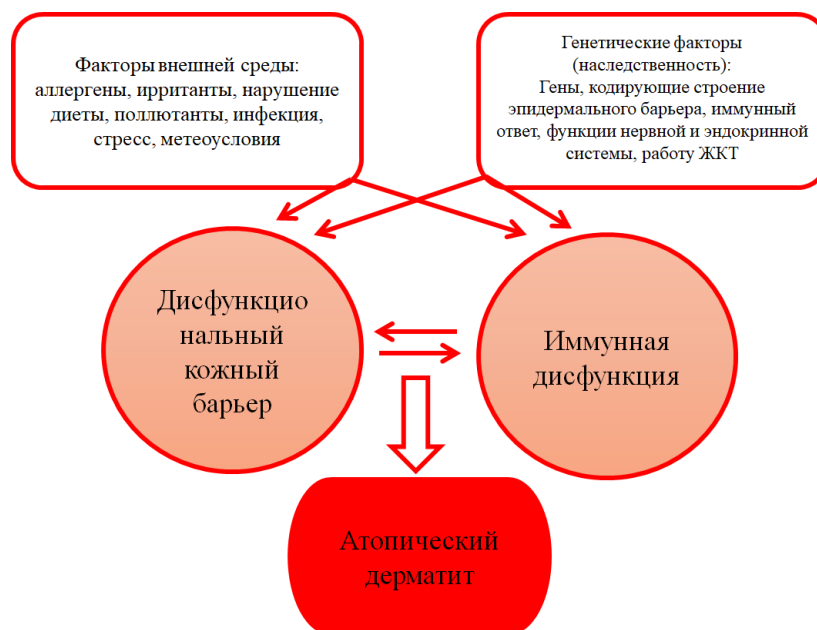 Факторы внешней среды:
аллергены, ирританты, нарушение
диеты, поллютанты, инфекция,
стресс, метеоусловия
Генетические факторы
(наследственность):
Гены, кодирующие строение
эпидермального барьера, иммунный
ответ, функции нервной и эндокринной
системы, работу ЖКТ
Дисфункцио
нальный
кожный
барьер
Иммунная
дисфункция
Атопический
дерматит